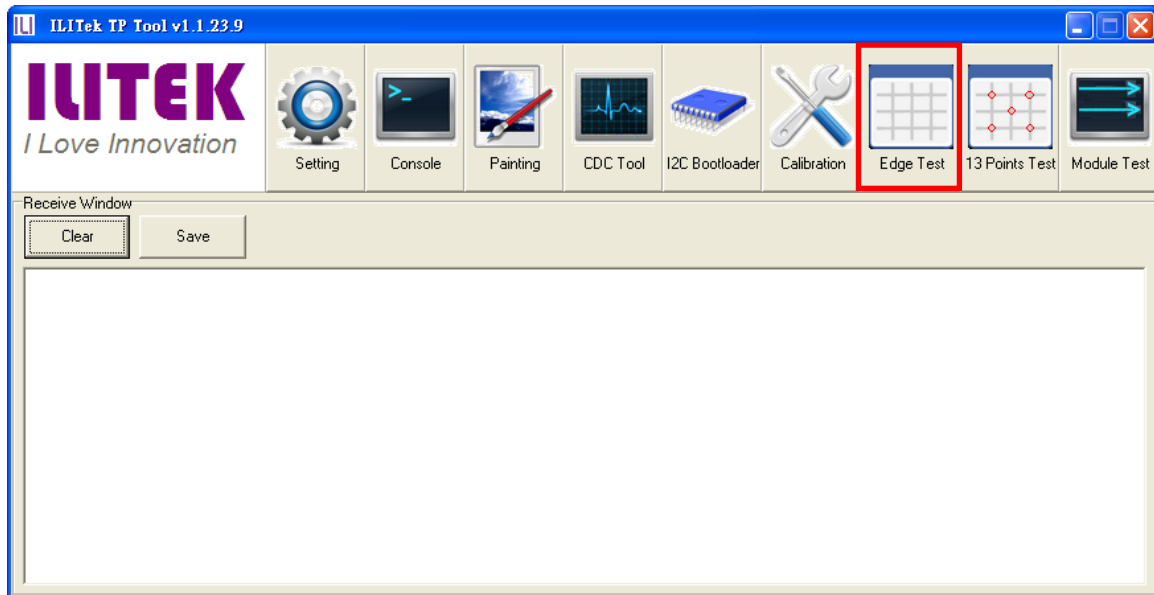 ILITek TP Tool v1.1.23.9
ILITEK
I Love Innovation
Setting
Console
Painting
CDC Tool
I2C Bootloader
Calibration
Edge Test
13 Points Test
Module Test
Receive Window
Clear
Save